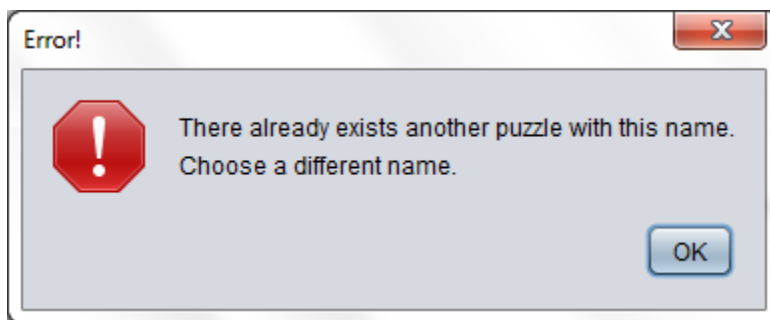 Error!
There already exists another puzzle with this name.
Choose a different name.
OK